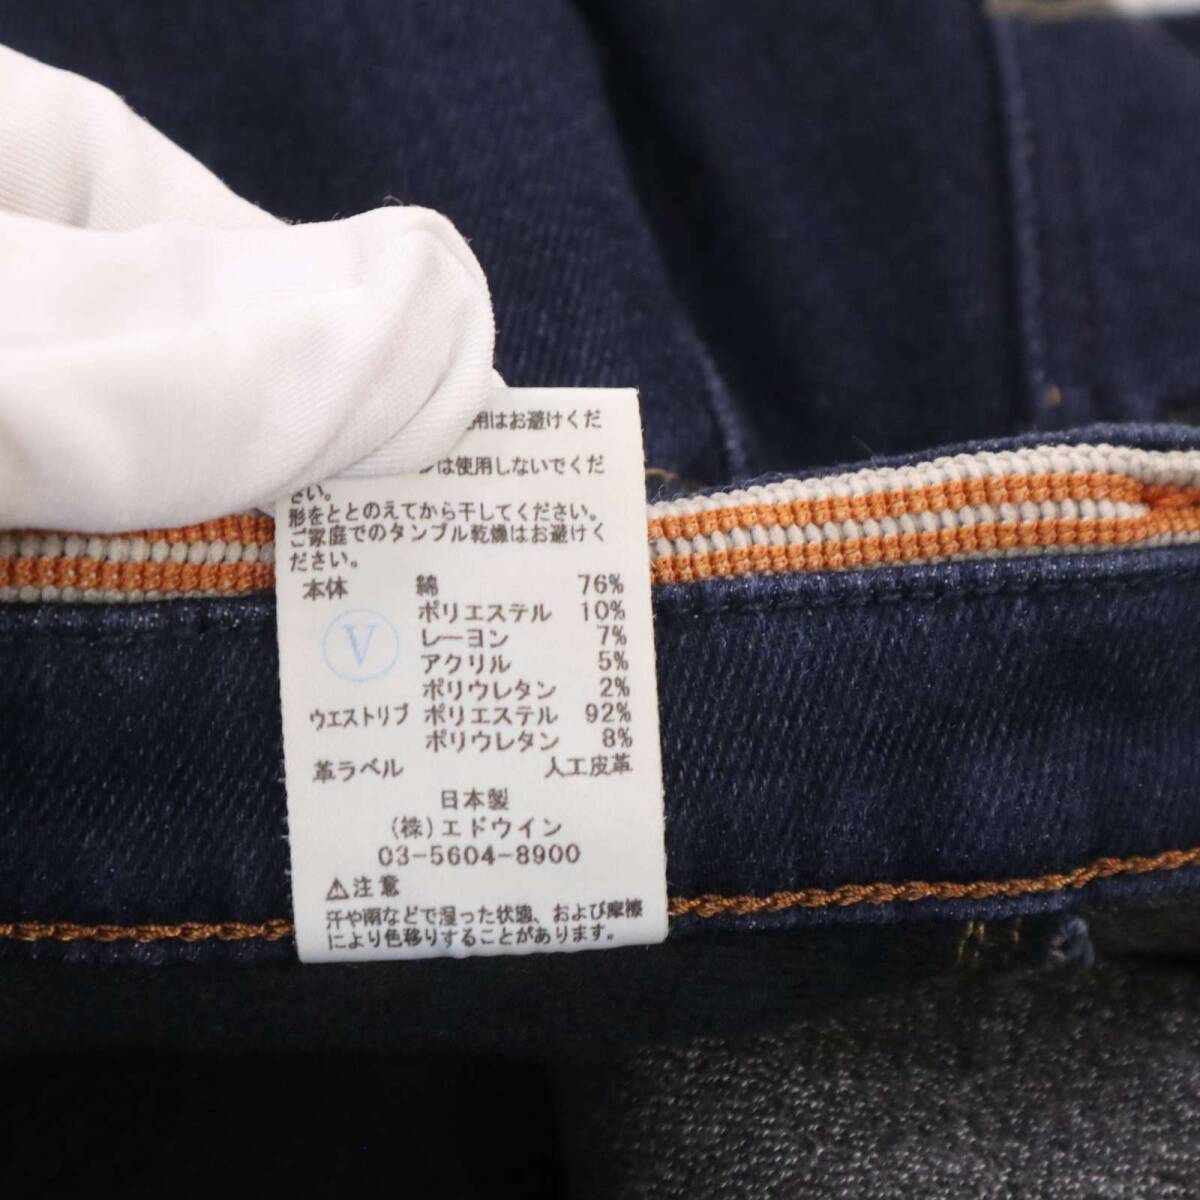 用はお避けくだ
は使用しないでくだ
さい。
形をととのえてから干してください。
ご家庭でのタンブル乾燥はお避けく
ださい。
本体 綿 76%
ポリエステル 10%
V レーヨン 7%
アクリル 5%
ポリウレタン 2%
ウエストリブ ポリエステル 92%
ポリウレタン 8%
革ラベル 人工皮革
日本製
(株)エドウイン
03-5604-8900
⚠注意
汗や雨などで湿った状態、および摩擦
により色移りすることがあります。